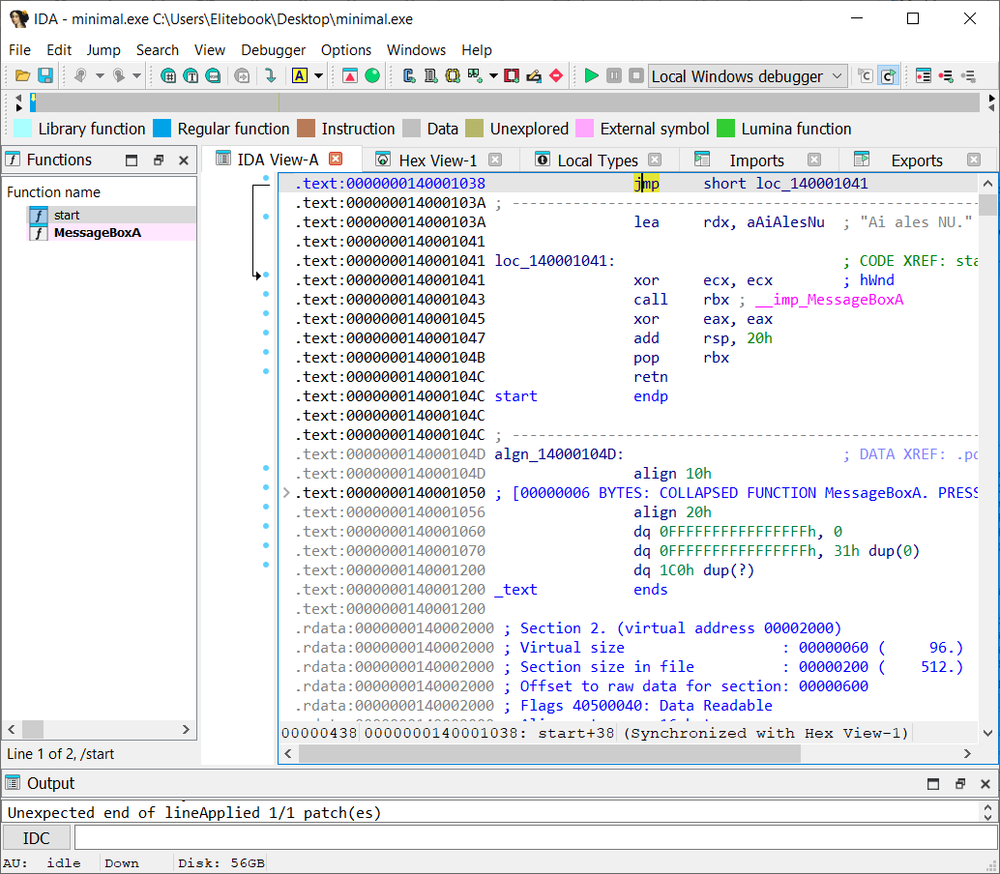 IDA - minimal.exe C:\Users\Elitebook\Desktop\minimal.exe
File Edit Jump Search View Debugger Options Windows Help
Local Windows debugger
Library function Regular function Instruction Data Unexplored External symbol Lumina function
Functions
IDA View-A Hex View-1 Local Types Imports Exports
Function name
start
MessageBoxA
.text:0000000140001038 jmp short loc_140001041
.text:000000014000103A ; ------------------------------------------------
.text:000000014000103A lea rdx, aAiAlesNu ; "Ai ales NU."
.text:0000000140001041
.text:0000000140001041 loc_140001041: ; CODE XREF: sta
.text:0000000140001041 xor ecx, ecx ; hWnd
.text:0000000140001043 call rbx ; __imp_MessageBoxA
.text:0000000140001045 xor eax, eax
.text:0000000140001047 add rsp, 20h
.text:000000014000104B pop rbx
.text:000000014000104C retn
.text:000000014000104C start endp
.text:000000014000104C
.text:000000014000104C ; ------------------------------------------------
.text:000000014000104D algn_14000104D: ; DATA XREF: .pd
.text:000000014000104D align 10h
.text:0000000140001050 ; [00000006 BYTES: COLLAPSED FUNCTION MessageBoxA. PRESS
.text:0000000140001056 align 20h
.text:0000000140001060 dq 0FFFFFFFFFFFFFFFFh, 0
.text:0000000140001070 dq 0FFFFFFFFFFFFFFFFh, 31h dup(0)
.text:0000000140001200 dq 1C0h dup(?)
.text:0000000140001200 _text ends
.text:0000000140001200
.rdata:0000000140002000 ; Section 2. (virtual address 00002000)
.rdata:0000000140002000 ; Virtual size : 00000060 ( 96.)
.rdata:0000000140002000 ; Section size in file : 00000200 ( 512.)
.rdata:0000000140002000 ; Offset to raw data for section: 00000600
.rdata:0000000140002000 ; Flags 40500040: Data Readable
00000438 0000000140001038: start+38 (Synchronized with Hex View-1)
Line 1 of 2, /start
Output
Unexpected end of lineApplied 1/1 patch(es)
IDC
AU: idle Down Disk: 56GB